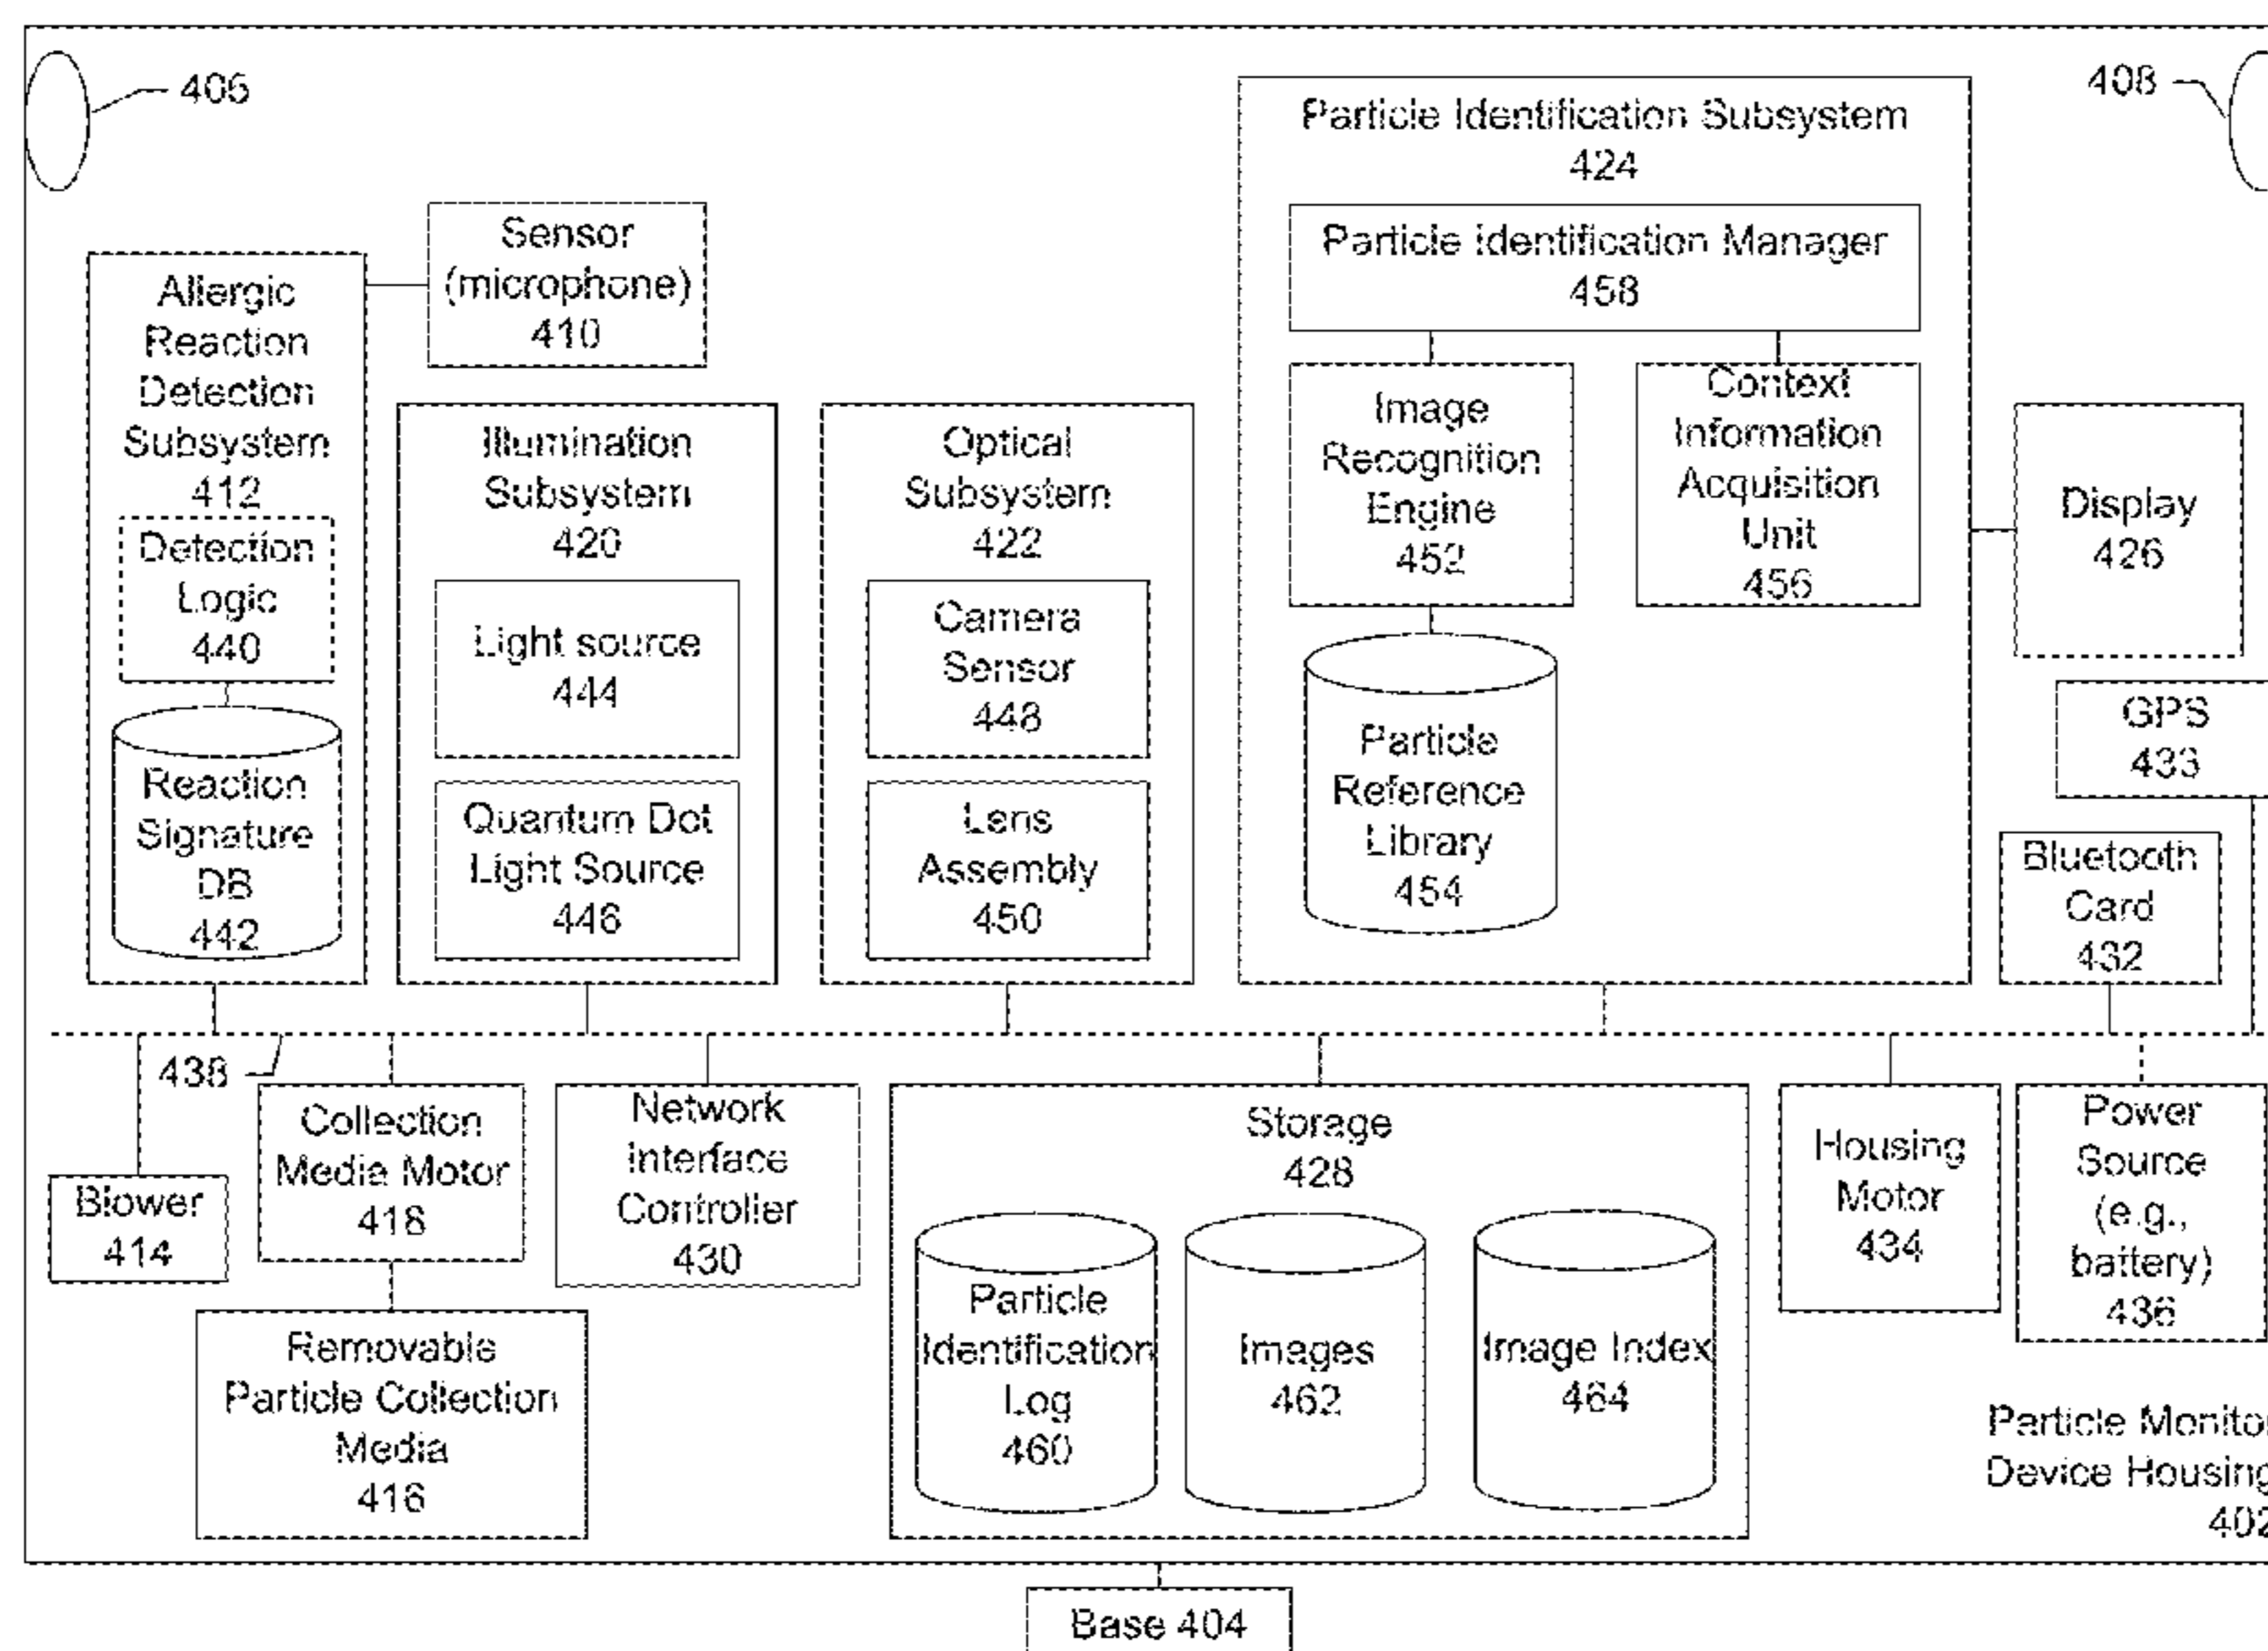 406
408
Particle Identification Subsystem
424
Particle Identification Manager
458
Sensor
(microphone)
410
Allergic
Reaction
Detection
Subsystem
412
Detection
Logic
440
Reaction
Signature
DB
442
Illumination
Subsystem
420
Light source
444
Quantum Dot
Light Source
446
Optical
Subsystem
422
Camera
Sensor
448
Lens
Assembly
450
Image
Recognition
Engine
452
Context
Information
Acquisition
Unit
456
Particle
Reference
Library
454
Display
426
GPS
433
Bluetooth
Card
432
438
Blower
414
Collection
Media Motor
418
Removable
Particle Collection
Media
416
Network
Interface
Controller
430
Storage
428
Particle
Identification
Log
460
Images
462
Image Index
464
Housing
Motor
434
Power
Source
(e.g.,
battery)
436
Particle Monitor
Device Housing
402
Base 404